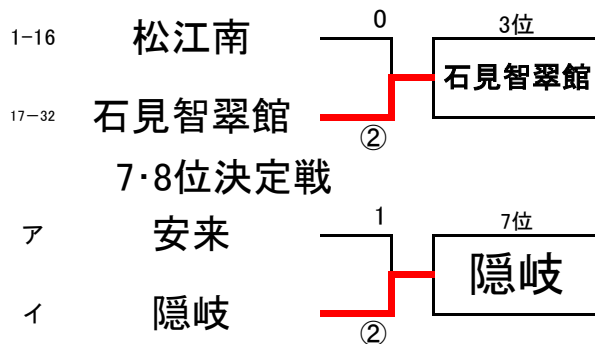 1-16 松江南 0 3位
石見智翠館
17-32 石見智翠館 ②
7・8位決定戦
ア 安来 1 7位
隠岐
イ 隠岐 ②